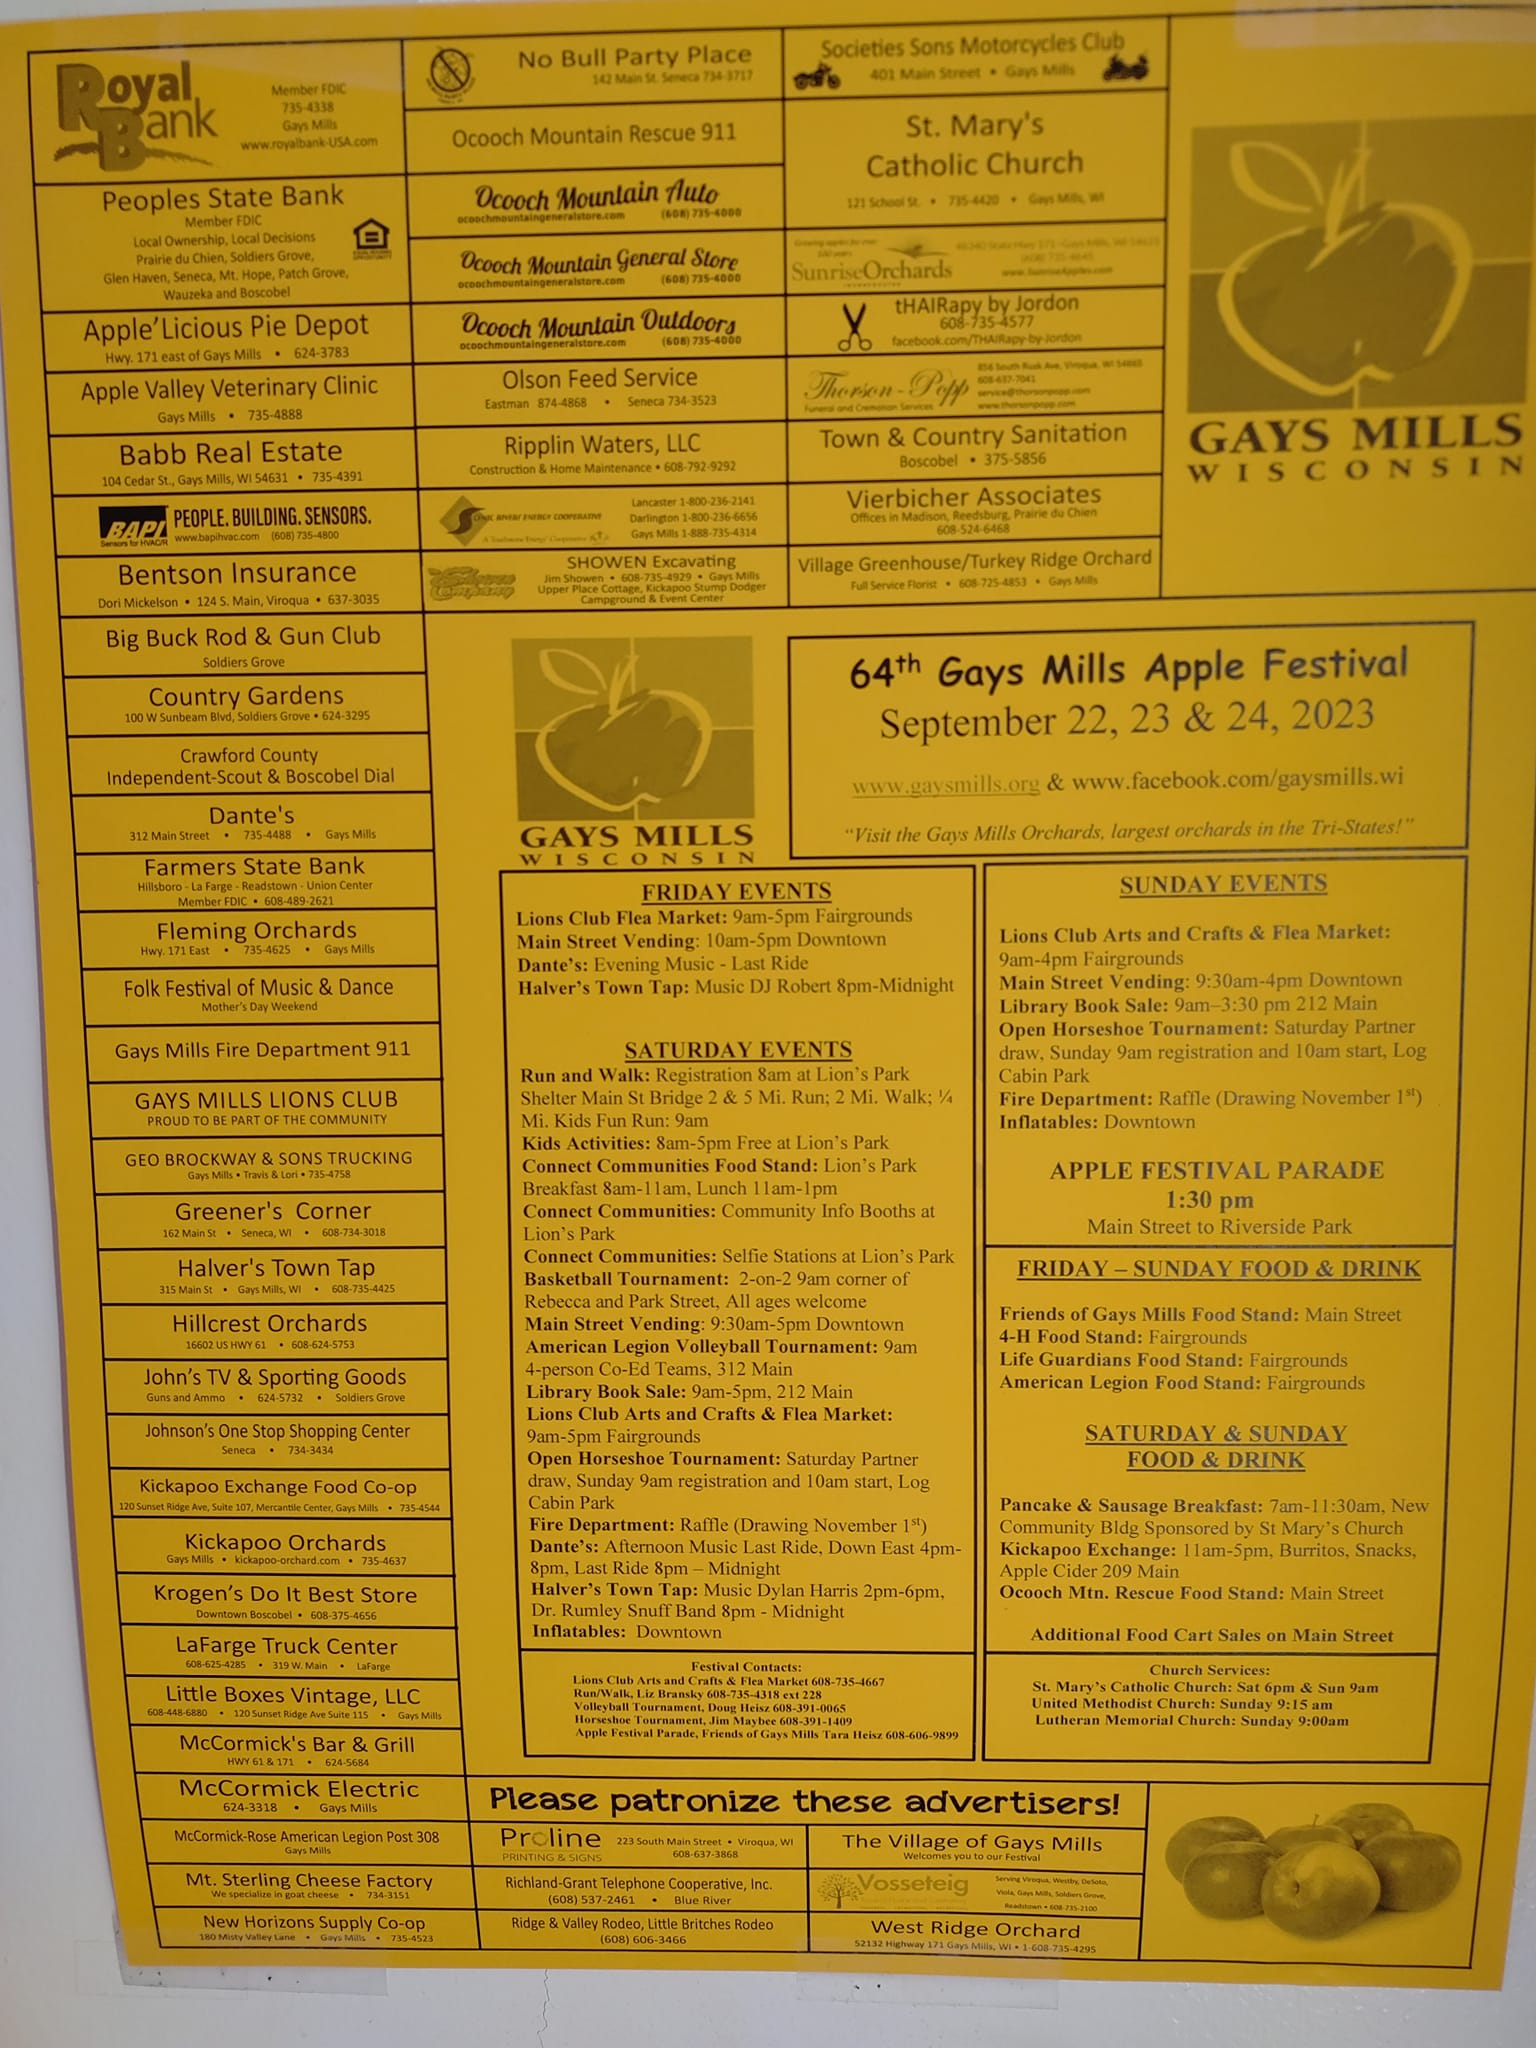 Royal Bank
Member FDIC
735-4338
Gays Mills
www.royalbank-USA.com
Peoples State Bank
Member FDIC
Local Ownership, Local Decisions
Prairie du Chien, Soldiers Grove,
Glen Haven, Seneca, Mt. Hope, Patch Grove,
Wauzeka and Boscobel
Apple'Licious Pie Depot
Hwy. 171 east of Gays Mills • 624-3783
Apple Valley Veterinary Clinic
Gays Mills • 735-4888
Babb Real Estate
104 Cedar St., Gays Mills, WI 54631 • 735-4391
BAPI PEOPLE. BUILDING. SENSORS.
Sensors for HVAC/R www.bapihvac.com (608) 735-4800
Bentson Insurance
Dori Mickelson • 124 S. Main, Viroqua • 637-3035
Big Buck Rod & Gun Club
Soldiers Grove
Country Gardens
100 W Sunbeam Blvd, Soldiers Grove • 624-3295
Crawford County
Independent-Scout & Boscobel Dial
Dante's
312 Main Street • 735-4488 • Gays Mills
Farmers State Bank
Hillsboro - La Farge - Readstown - Union Center
Member FDIC • 608-489-2621
Fleming Orchards
Hwy. 171 East • 735-4625 • Gays Mills
Folk Festival of Music & Dance
Mother's Day Weekend
Gays Mills Fire Department 911
GAYS MILLS LIONS CLUB
PROUD TO BE PART OF THE COMMUNITY
GEO BROCKWAY & SONS TRUCKING
Gays Mills • Travis & Lori • 735-4758
Greener's Corner
162 Main St • Seneca, WI • 608-734-3018
Halver's Town Tap
315 Main St • Gays Mills, WI • 608-735-4425
Hillcrest Orchards
16602 US HWY 61 • 608-624-5753
John's TV & Sporting Goods
Guns and Ammo • 624-5732 • Soldiers Grove
Johnson's One Stop Shopping Center
Seneca • 734-3434
Kickapoo Exchange Food Co-op
120 Sunset Ridge Ave, Suite 107, Mercantile Center, Gays Mills • 735-4544
Kickapoo Orchards
Gays Mills • kickapoo-orchard.com • 735-4637
Krogen's Do It Best Store
Downtown Boscobel • 608-375-4656
LaFarge Truck Center
608-625-4285 • 319 W. Main • LaFarge
Little Boxes Vintage, LLC
608-448-6880 • 120 Sunset Ridge Ave Suite 115 • Gays Mills
McCormick's Bar & Grill
HWY 61 & 171 • 624-5684
McCormick Electric
624-3318 • Gays Mills
McCormick-Rose American Legion Post 308
Gays Mills
Mt. Sterling Cheese Factory
We specialize in goat cheese • 734-3151
New Horizons Supply Co-op
180 Misty Valley Lane • Gays Mills • 735-4523
No Bull Party Place
142 Main St. Seneca 734-3717
Ocooch Mountain Rescue 911
Ocooch Mountain Auto
ocoochmountaingeneralstore.com (608) 735-4000
Ocooch Mountain General Store
ocoochmountaingeneralstore.com (608) 735-4000
Ocooch Mountain Outdoors
ocoochmountaingeneralstore.com (608) 735-4000
Olson Feed Service
Eastman 874-4868 • Seneca 734-3523
Ripplin Waters, LLC
Construction & Home Maintenance • 608-792-9292
Lancaster 1-800-236-2141
RIVERS ENERGY COOPERATIVE Darlington 1-800-236-6656
Gays Mills 1-888-735-4314
SHOWEN Excavating
Jim Showen • 608-735-4929 • Gays Mills
Upper Place Cottage, Kickapoo Stump Dodger
Campground & Event Center
Societies Sons Motorcycles Club
401 Main Street • Gays Mills
St. Mary's
Catholic Church
121 School St. • 735-4420 • Gays Mills, WI
SunriseOrchards
www.SunriseApples.com
tHAIRapy by Jordon
608-735-4577
facebook.com/THAIRapy-by-Jordon
Thorson-Popp
Funeral and Cremation Services
856 South Rusk Ave, Viroqua, WI 54665
608-637-7041
service@thorsonpopp.com
www.thorsonpopp.com
Town & Country Sanitation
Boscobel • 375-5856
Vierbicher Associates
Offices in Madison, Reedsburg, Prairie du Chien
608-524-6468
Village Greenhouse/Turkey Ridge Orchard
Full Service Florist • 608-725-4853 • Gays Mills
GAYS MILLS
WISCONSIN
GAYS MILLS
WISCONSIN
64th Gays Mills Apple Festival
September 22, 23 & 24, 2023
www.gaysmills.org & www.facebook.com/gaysmills.wi
"Visit the Gays Mills Orchards, largest orchards in the Tri-States!"
FRIDAY EVENTS
Lions Club Flea Market: 9am-5pm Fairgrounds
Main Street Vending: 10am-5pm Downtown
Dante's: Evening Music - Last Ride
Halver's Town Tap: Music DJ Robert 8pm-Midnight
SATURDAY EVENTS
Run and Walk: Registration 8am at Lion's Park
Shelter Main St Bridge 2 & 5 Mi. Run; 2 Mi. Walk; ¼
Mi. Kids Fun Run: 9am
Kids Activities: 8am-5pm Free at Lion's Park
Connect Communities Food Stand: Lion's Park
Breakfast 8am-11am, Lunch 11am-1pm
Connect Communities: Community Info Booths at
Lion's Park
Connect Communities: Selfie Stations at Lion's Park
Basketball Tournament: 2-on-2 9am corner of
Rebecca and Park Street, All ages welcome
Main Street Vending: 9:30am-5pm Downtown
American Legion Volleyball Tournament: 9am
4-person Co-Ed Teams, 312 Main
Library Book Sale: 9am-5pm, 212 Main
Lions Club Arts and Crafts & Flea Market:
9am-5pm Fairgrounds
Open Horseshoe Tournament: Saturday Partner
draw, Sunday 9am registration and 10am start, Log
Cabin Park
Fire Department: Raffle (Drawing November 1st)
Dante's: Afternoon Music Last Ride, Down East 4pm-
8pm, Last Ride 8pm – Midnight
Halver's Town Tap: Music Dylan Harris 2pm-6pm,
Dr. Rumley Snuff Band 8pm - Midnight
Inflatables: Downtown
Festival Contacts:
Lions Club Arts and Crafts & Flea Market 608-735-4667
Run/Walk, Liz Bransky 608-735-4318 ext 228
Volleyball Tournament, Doug Heisz 608-391-0065
Horseshoe Tournament, Jim Maybee 608-391-1409
Apple Festival Parade, Friends of Gays Mills Tara Heisz 608-606-9899
SUNDAY EVENTS
Lions Club Arts and Crafts & Flea Market:
9am-4pm Fairgrounds
Main Street Vending: 9:30am-4pm Downtown
Library Book Sale: 9am–3:30 pm 212 Main
Open Horseshoe Tournament: Saturday Partner
draw, Sunday 9am registration and 10am start, Log
Cabin Park
Fire Department: Raffle (Drawing November 1st)
Inflatables: Downtown
APPLE FESTIVAL PARADE
1:30 pm
Main Street to Riverside Park
FRIDAY – SUNDAY FOOD & DRINK
Friends of Gays Mills Food Stand: Main Street
4-H Food Stand: Fairgrounds
Life Guardians Food Stand: Fairgrounds
American Legion Food Stand: Fairgrounds
SATURDAY & SUNDAY
FOOD & DRINK
Pancake & Sausage Breakfast: 7am-11:30am, New
Community Bldg Sponsored by St Mary's Church
Kickapoo Exchange: 11am-5pm, Burritos, Snacks,
Apple Cider 209 Main
Ocooch Mtn. Rescue Food Stand: Main Street
Additional Food Cart Sales on Main Street
Church Services:
St. Mary's Catholic Church: Sat 6pm & Sun 9am
United Methodist Church: Sunday 9:15 am
Lutheran Memorial Church: Sunday 9:00am
Please patronize these advertisers!
Proline
PRINTING & SIGNS
223 South Main Street • Viroqua, WI
608-637-3868
Richland-Grant Telephone Cooperative, Inc.
(608) 537-2461 • Blue River
Ridge & Valley Rodeo, Little Britches Rodeo
(608) 606-3466
The Village of Gays Mills
Welcomes you to our Festival
Vosseteig
Serving Viroqua, Westby, DeSoto,
Viola, Gays Mills, Soldiers Grove,
Readstown • 608-735-2100
West Ridge Orchard
52132 Highway 171 Gays Mills, WI • 1-608-735-4295